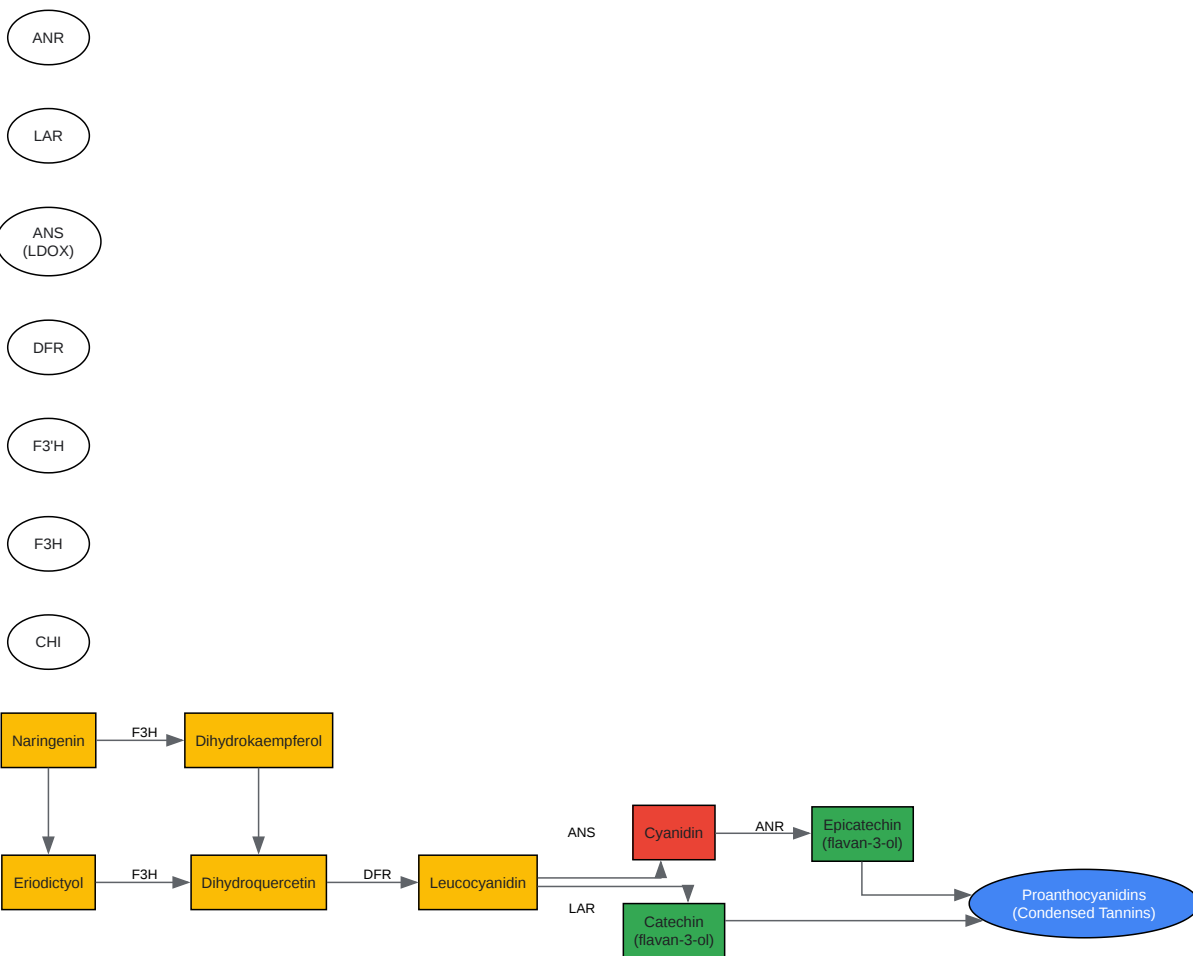 ANR
LAR
ANS
(LDOX)
DFR
F3'H
F3H
CHI
Naringenin
F3H
Dihydrokaempferol
ANS
Cyanidin
ANR
Epicatechin
(flavan-3-ol)
Eriodictyol
F3H
Dihydroquercetin
DFR
Leucocyanidin
LAR
Catechin
(flavan-3-ol)
Proanthocyanidins
(Condensed Tannins)